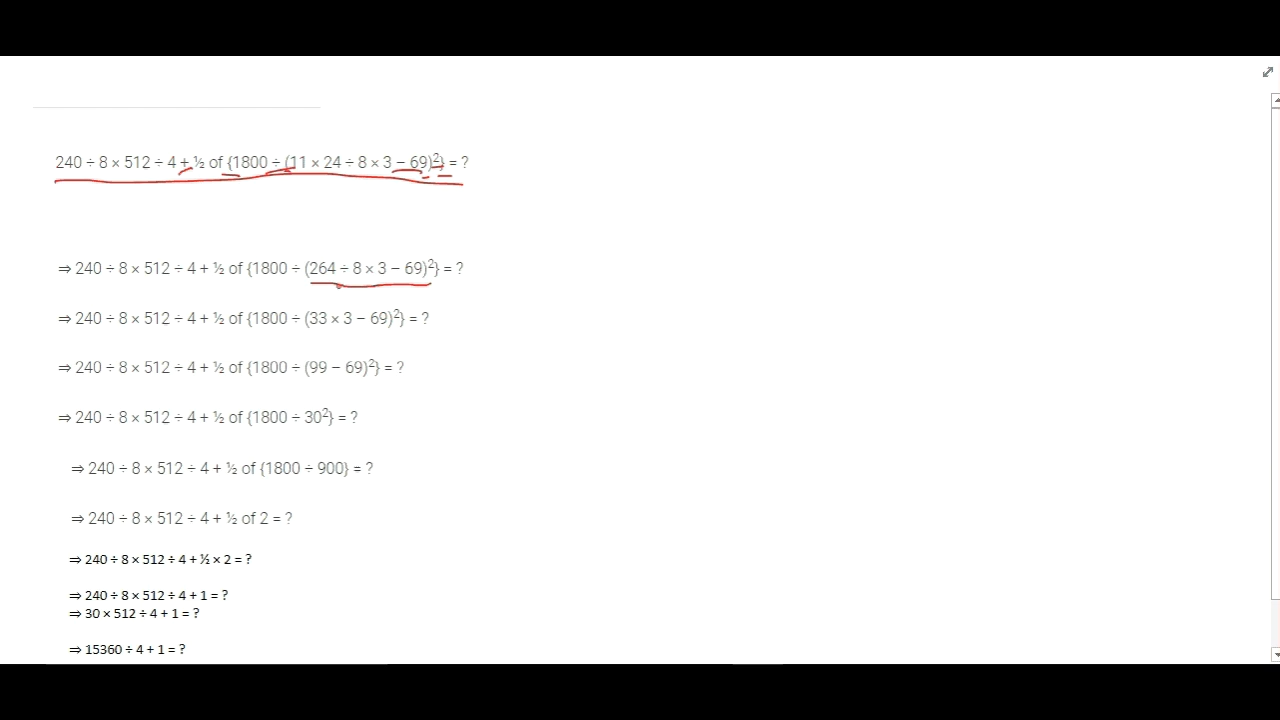 240 ÷ 8 × 512 ÷ 4 + ½ of {1800 ÷ (11 × 24 ÷ 8 × 3 − 69)²} = ?
⇒ 240 ÷ 8 × 512 ÷ 4 + ½ of {1800 ÷ (264 ÷ 8 × 3 − 69)²} = ?
⇒ 240 ÷ 8 × 512 ÷ 4 + ½ of {1800 ÷ (33 × 3 − 69)²} = ?
⇒ 240 ÷ 8 × 512 ÷ 4 + ½ of {1800 ÷ (99 − 69)²} = ?
⇒ 240 ÷ 8 × 512 ÷ 4 + ½ of {1800 ÷ 30²} = ?
⇒ 240 ÷ 8 × 512 ÷ 4 + ½ of {1800 ÷ 900} = ?
⇒ 240 ÷ 8 × 512 ÷ 4 + ½ of 2 = ?
⇒ 240 ÷ 8 × 512 ÷ 4 + ½ × 2 = ?
⇒ 240 ÷ 8 × 512 ÷ 4 + 1 = ?
⇒ 30 × 512 ÷ 4 + 1 = ?
⇒ 15360 ÷ 4 + 1 = ?